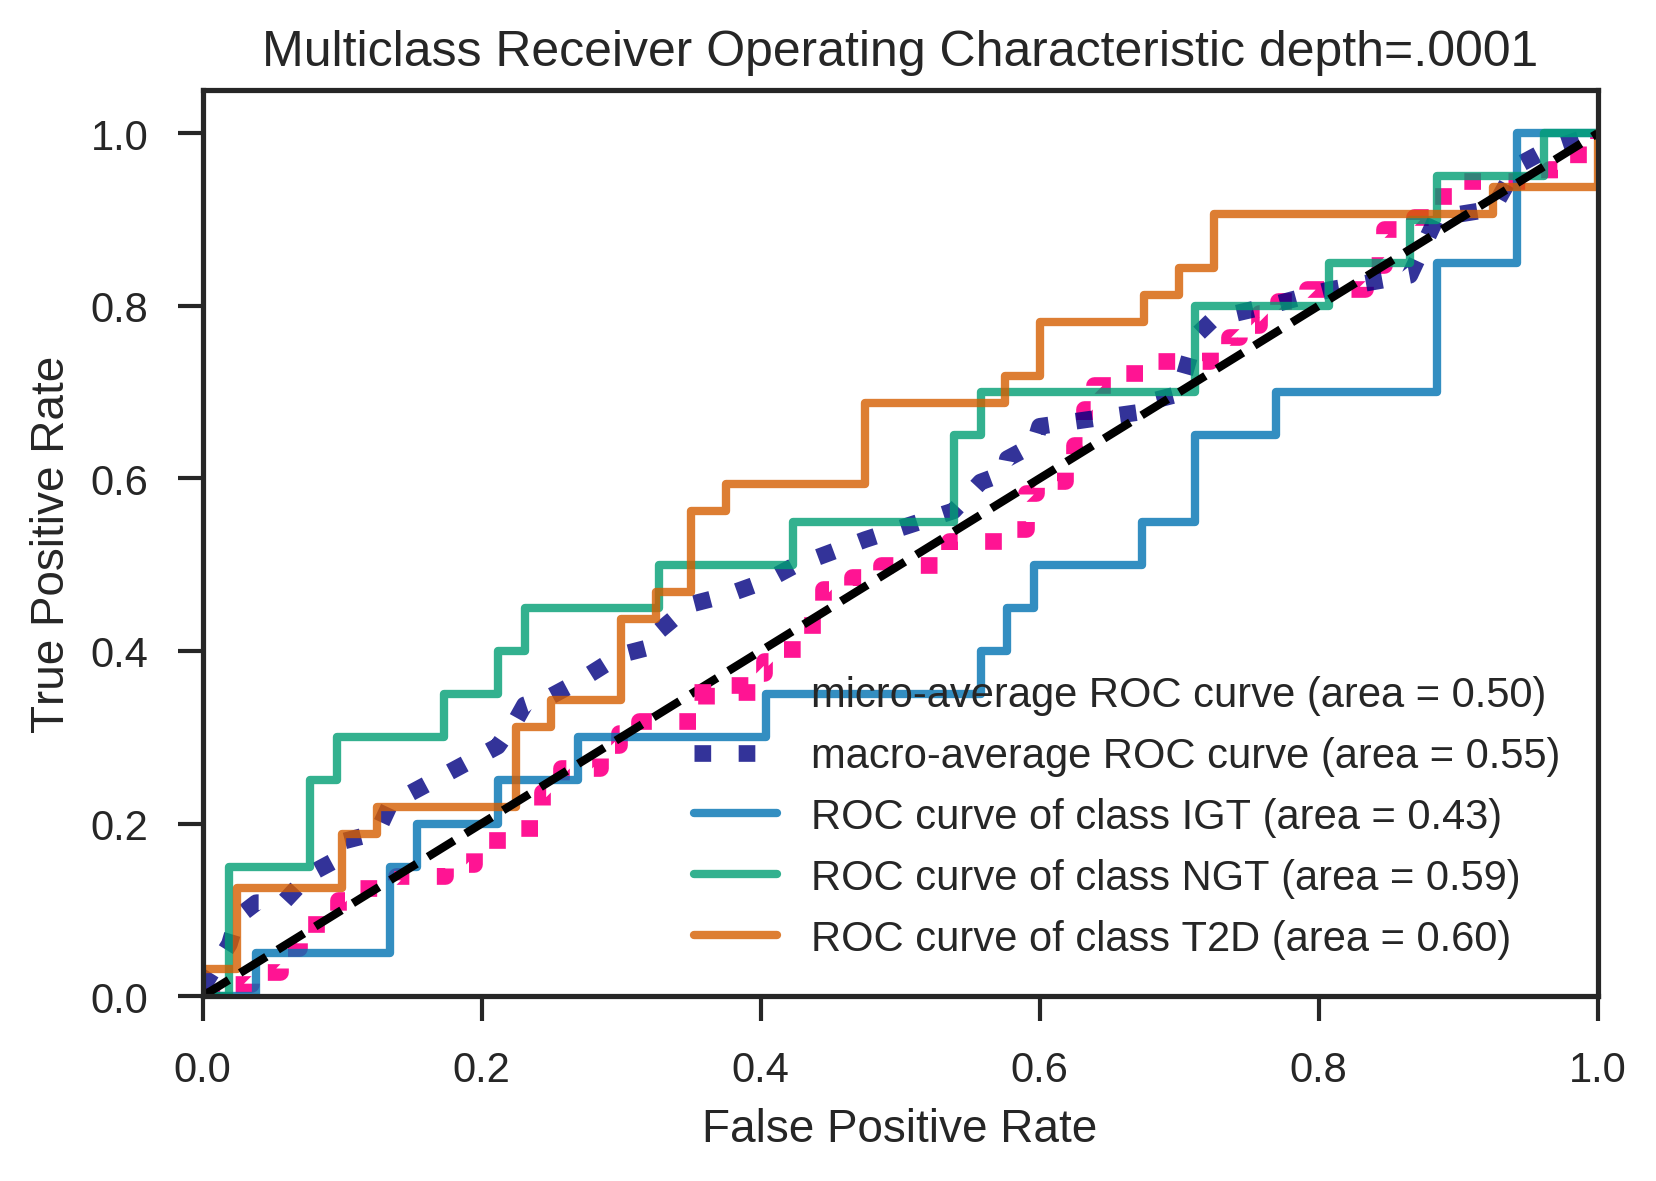 Multiclass Receiver Operating Characteristic depth=.0001
1.0
0.8
0.6
0.4
0.2
0.0
True Positive Rate
micro-average ROC curve (area = 0.50)
macro-average ROC curve (area = 0.55)
ROC curve of class IGT (area = 0.43)
ROC curve of class NGT (area = 0.59)
ROC curve of class T2D (area = 0.60)
0.0 0.2 0.4 0.6 0.8 1.0
False Positive Rate